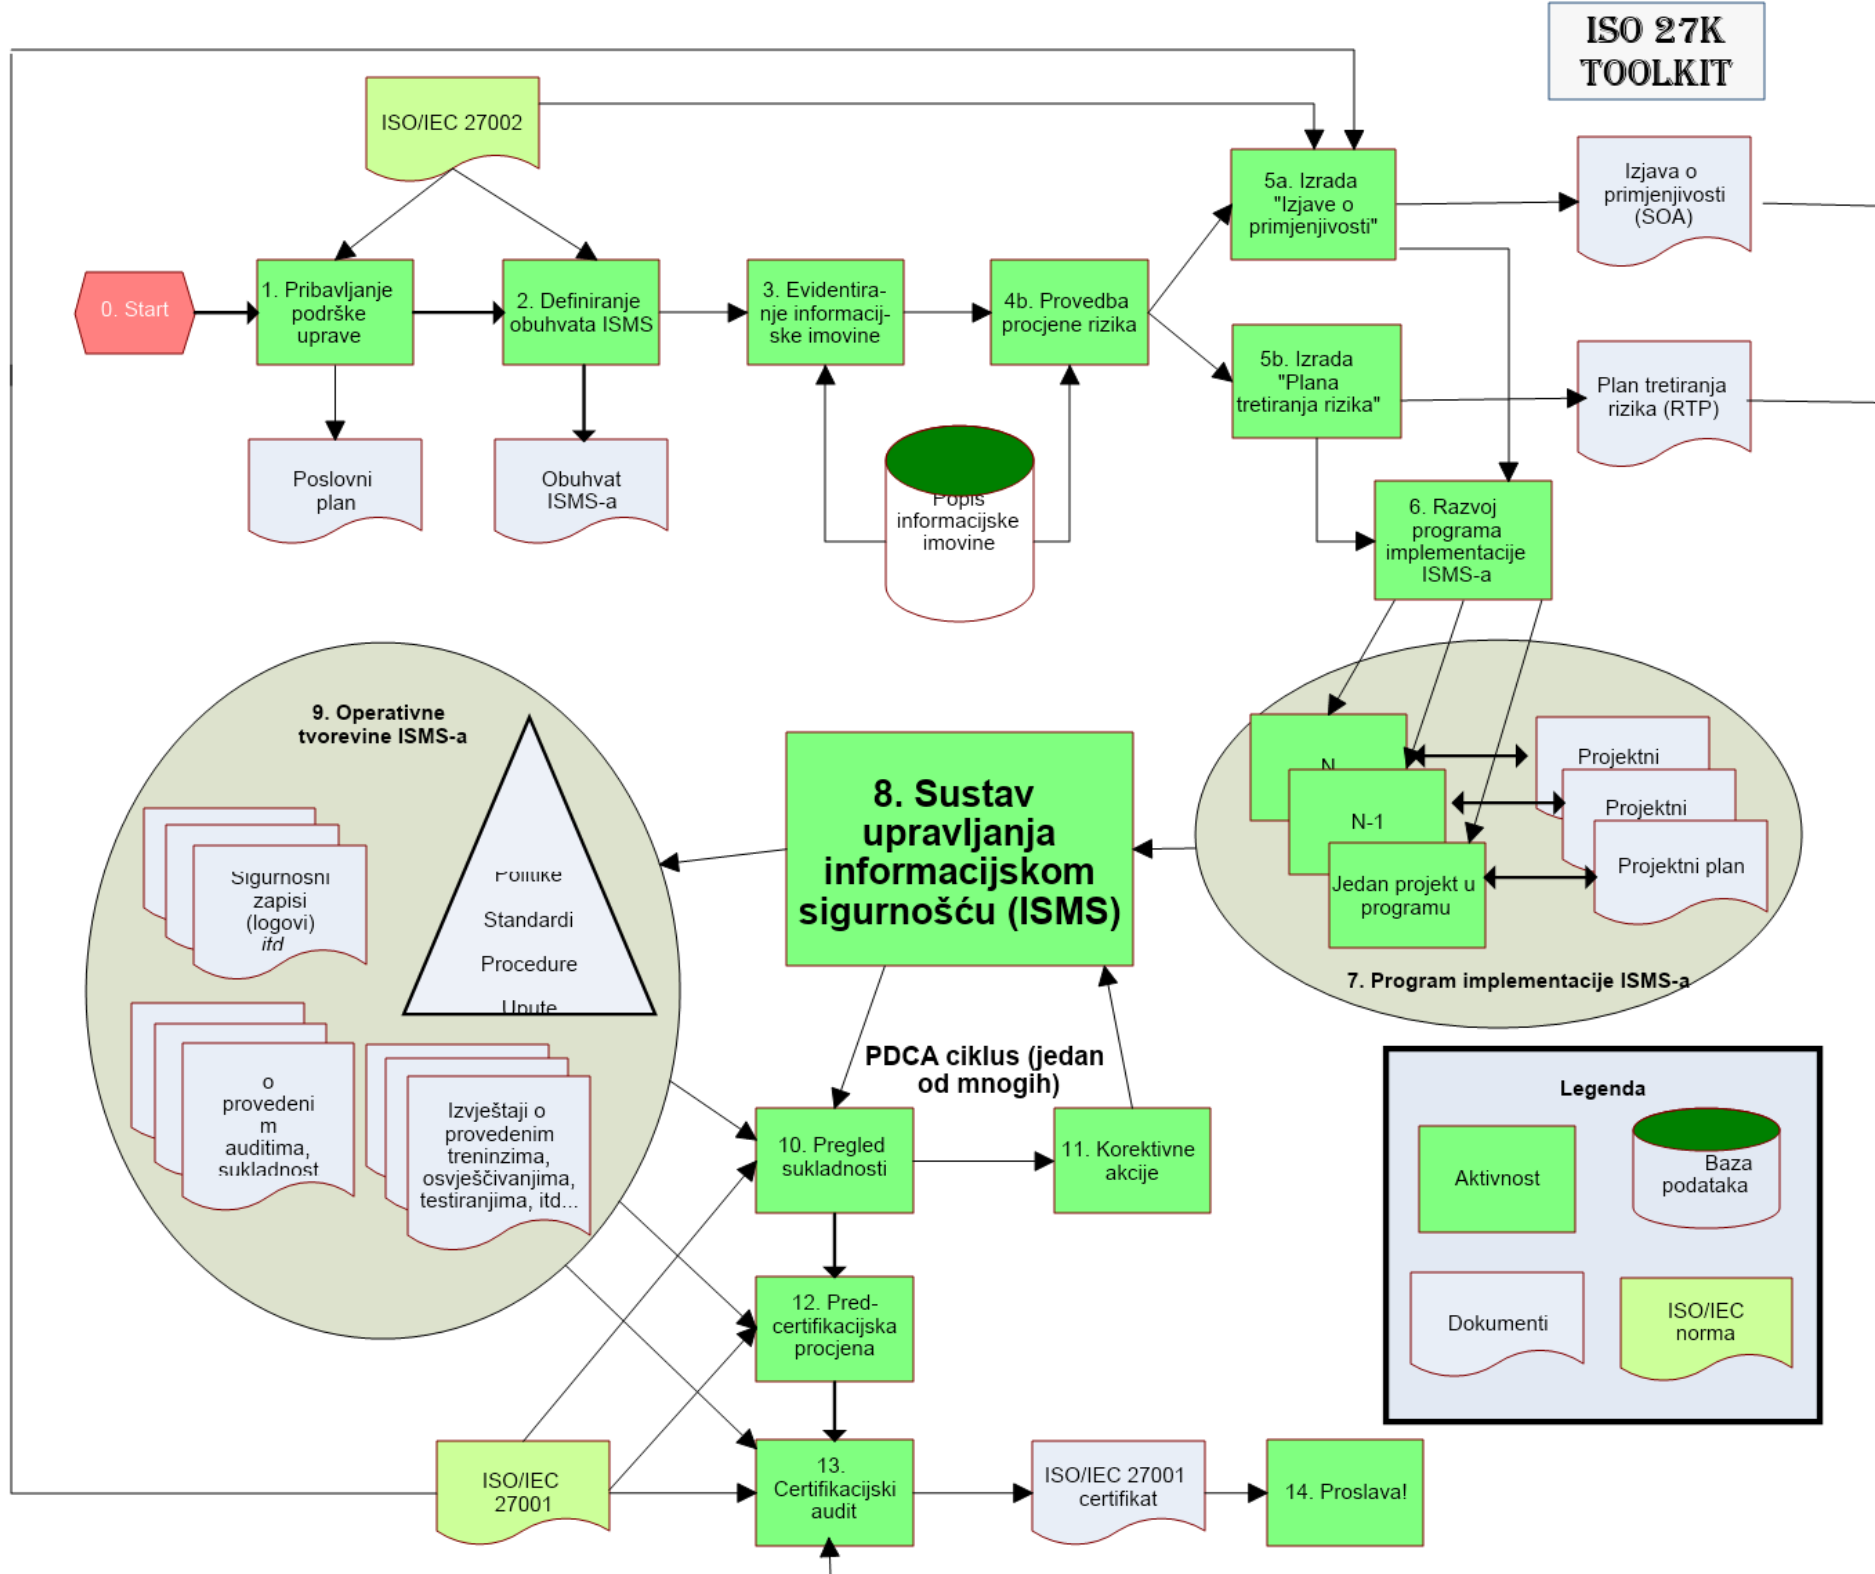 ISO 27K
TOOLKIT
ISO/IEC 27002
0. Start
1. Pribavljanje
podrške
uprave
2. Definiranje
obuhvata ISMS
3. Evidentira-
nje informacij-
ske imovine
4b. Provedba
procjene rizika
5a. Izrada
"Izjave o
primjenjivosti"
Izjava o
primjenjivosti
(SOA)
5b. Izrada
"Plana
tretiranja rizika"
Plan tretiranja
rizika (RTP)
Poslovni
plan
Obuhvat
ISMS-a
Popis
informacijske
imovine
6. Razvoj
programa
implementacije
ISMS-a
9. Operativne
tvorevine ISMS-a
Politike
Standardi
Procedure
Upute
Sigurnosni
zapisi
(logovi)
itd
o
provedeni
m
auditima,
sukladnost
Izvještaji o
provedenim
treninzima,
osvješčivanjima,
testiranjima, itd...
8. Sustav
upravljanja
informacijskom
sigurnošću (ISMS)
N
N-1
Jedan projekt u
programu
Projektni
Projektni
Projektni plan
7. Program implementacije ISMS-a
PDCA ciklus (jedan
od mnogih)
10. Pregled
sukladnosti
11. Korektivne
akcije
12. Pred-
certifikacijska
procjena
13.
Certifikacijski
audit
ISO/IEC
27001
ISO/IEC 27001
certifikat
14. Proslava!
Legenda
Aktivnost
Baza
podataka
Dokumenti
ISO/IEC
norma